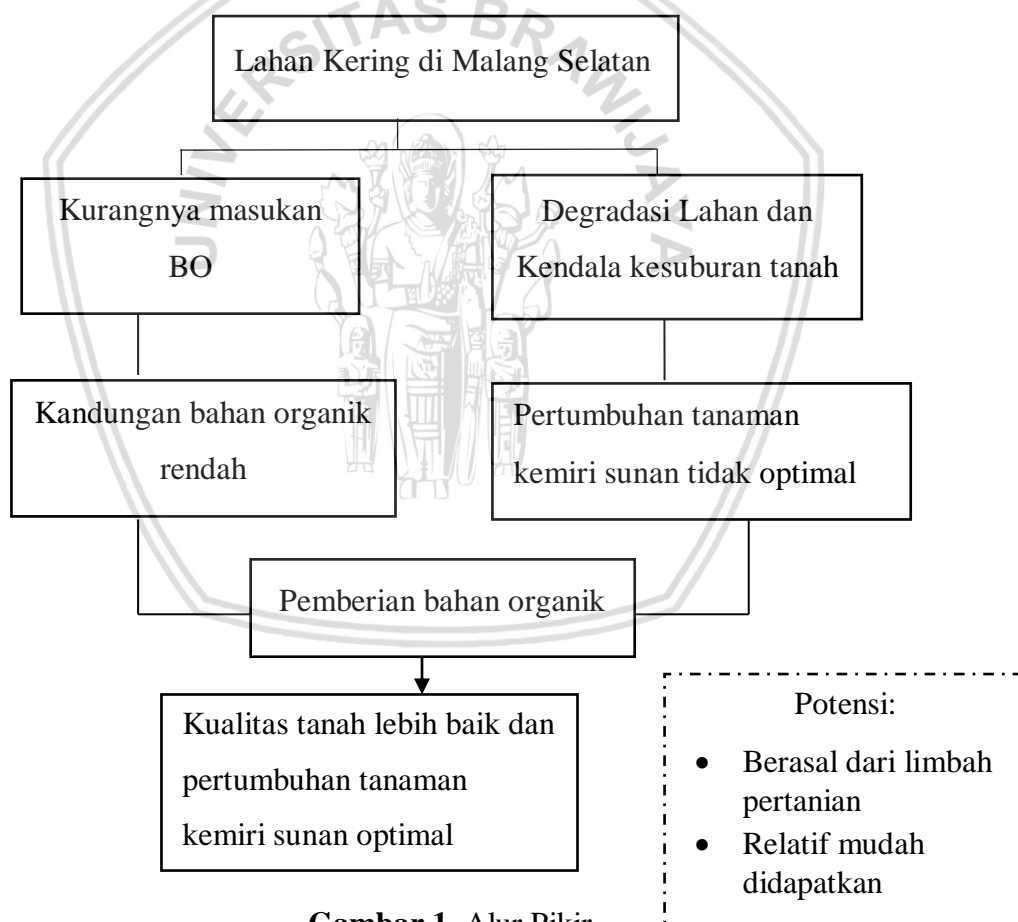 UNIVERSITAS BRAWIJAYA
Lahan Kering di Malang Selatan
Kurangnya masukan
BO
Degradasi Lahan dan
Kendala kesuburan tanah
Kandungan bahan organik
rendah
Pertumbuhan tanaman
kemiri sunan tidak optimal
Pemberian bahan organik
Kualitas tanah lebih baik dan
pertumbuhan tanaman
kemiri sunan optimal
Potensi:
• Berasal dari limbah
pertanian
• Relatif mudah
didapatkan
Gambar 1. Alur Pikir